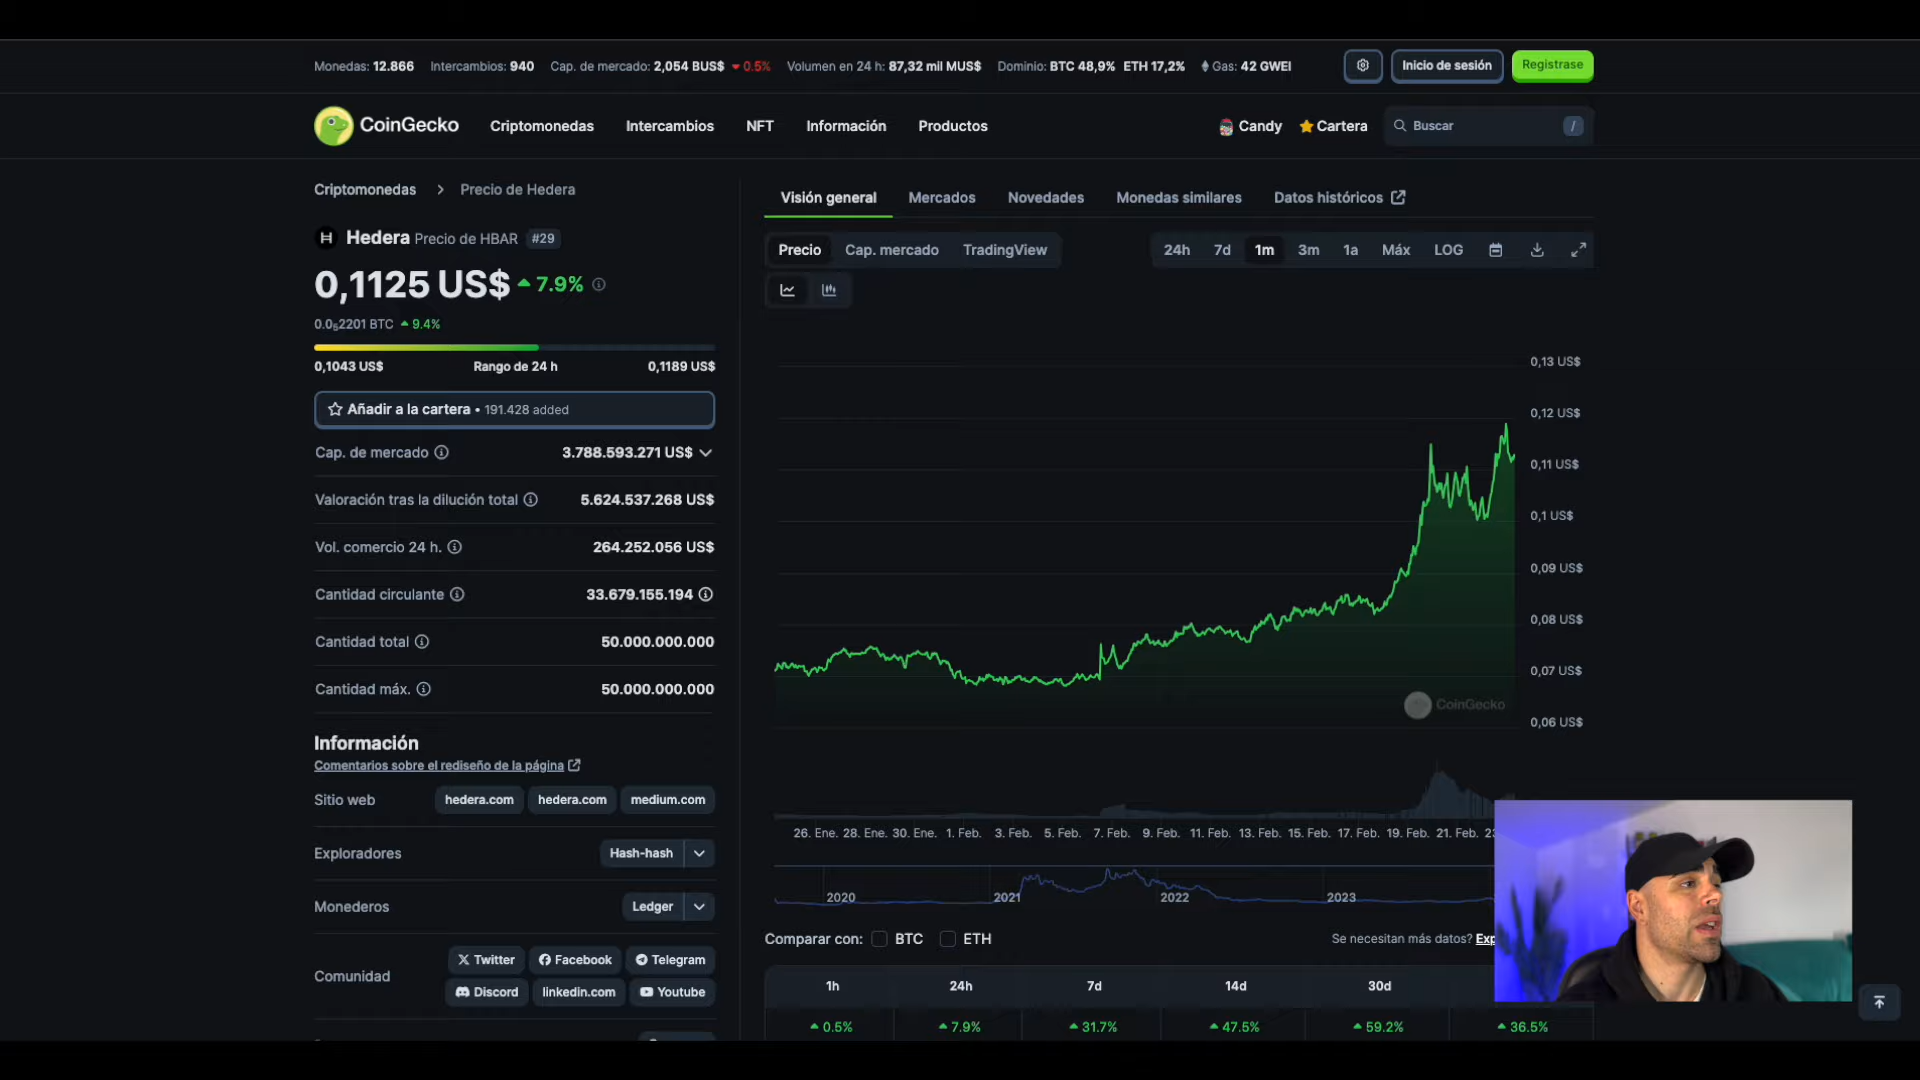 Monedas: 12.866 Intercambios: 940 Cap. de mercado: 2,054 BUS$ 0.5% Volumen en 24 h: 87,32 mil MUS$ Dominio: BTC 48,9% ETH 17,2% Gas: 42 GWEI Inicio de sesión Registrase
CoinGecko Criptomonedas Intercambios NFT Información Productos Candy Cartera Buscar /
Criptomonedas > Precio de Hedera
Hedera Precio de HBAR #29
0,1125 US$ 7.9%
0.0₅2201 BTC 9.4%
0,1043 US$ Rango de 24 h 0,1189 US$
Añadir a la cartera • 191.428 added
Cap. de mercado 3.788.593.271 US$
Valoración tras la dilución total 5.624.537.268 US$
Vol. comercio 24 h. 264.252.056 US$
Cantidad circulante 33.679.155.194
Cantidad total 50.000.000.000
Cantidad máx. 50.000.000.000
Información
Comentarios sobre el rediseño de la página
Sitio web hedera.com hedera.com medium.com
Exploradores Hash-hash
Monederos Ledger
Comunidad
Twitter Facebook Telegram
Discord linkedin.com Youtube
Visión general Mercados Novedades Monedas similares Datos históricos
Precio Cap. mercado TradingView 24h 7d 1m 3m 1a Máx LOG
0,13 US$
0,12 US$
0,11 US$
0,1 US$
0,09 US$
0,08 US$
0,07 US$
CoinGecko
0,06 US$
26. Ene. 28. Ene. 30. Ene. 1. Feb. 3. Feb. 5. Feb. 7. Feb. 9. Feb. 11. Feb. 13. Feb. 15. Feb. 17. Feb. 19. Feb. 21. Feb.
2020 2021 2022 2023
Comparar con: BTC ETH Se necesitan más datos? Exp
1h 24h 7d 14d 30d
0.5% 7.9% 31.7% 47.5% 59.2% 36.5%